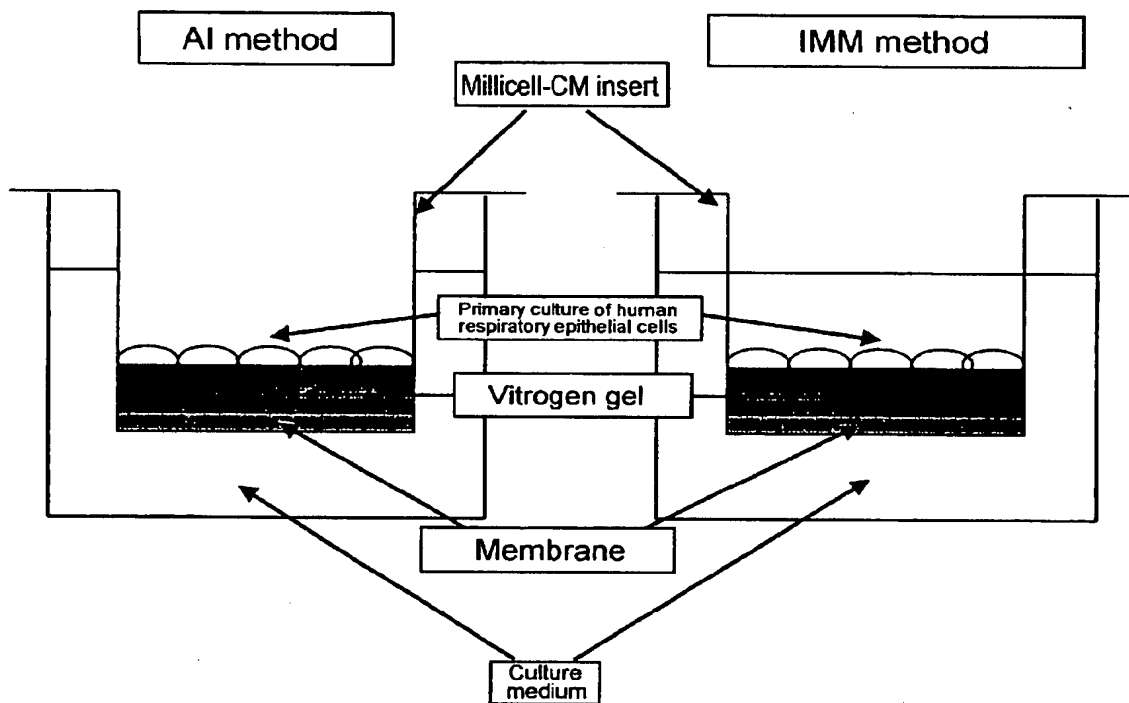 AI method
IMM method
Millicell-CM insert
Primary culture of human
respiratory epithelial cells
Vitrogen gel
Membrane
Culture
medium